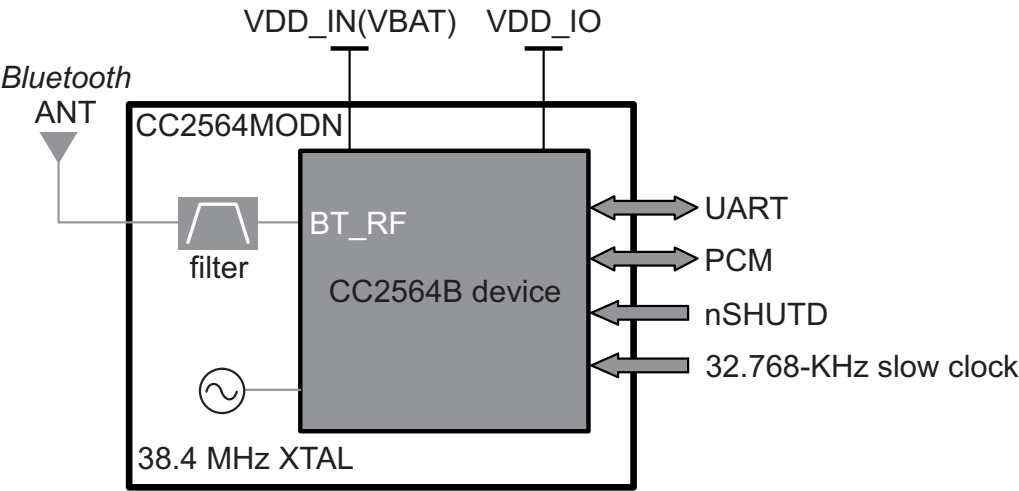 VDD_IN(VBAT) VDD_IO
Bluetooth
ANT
CC2564MODN
BT_RF
filter
CC2564B device
UART
PCM
nSHUTD
32.768-KHz slow clock
38.4 MHz XTAL